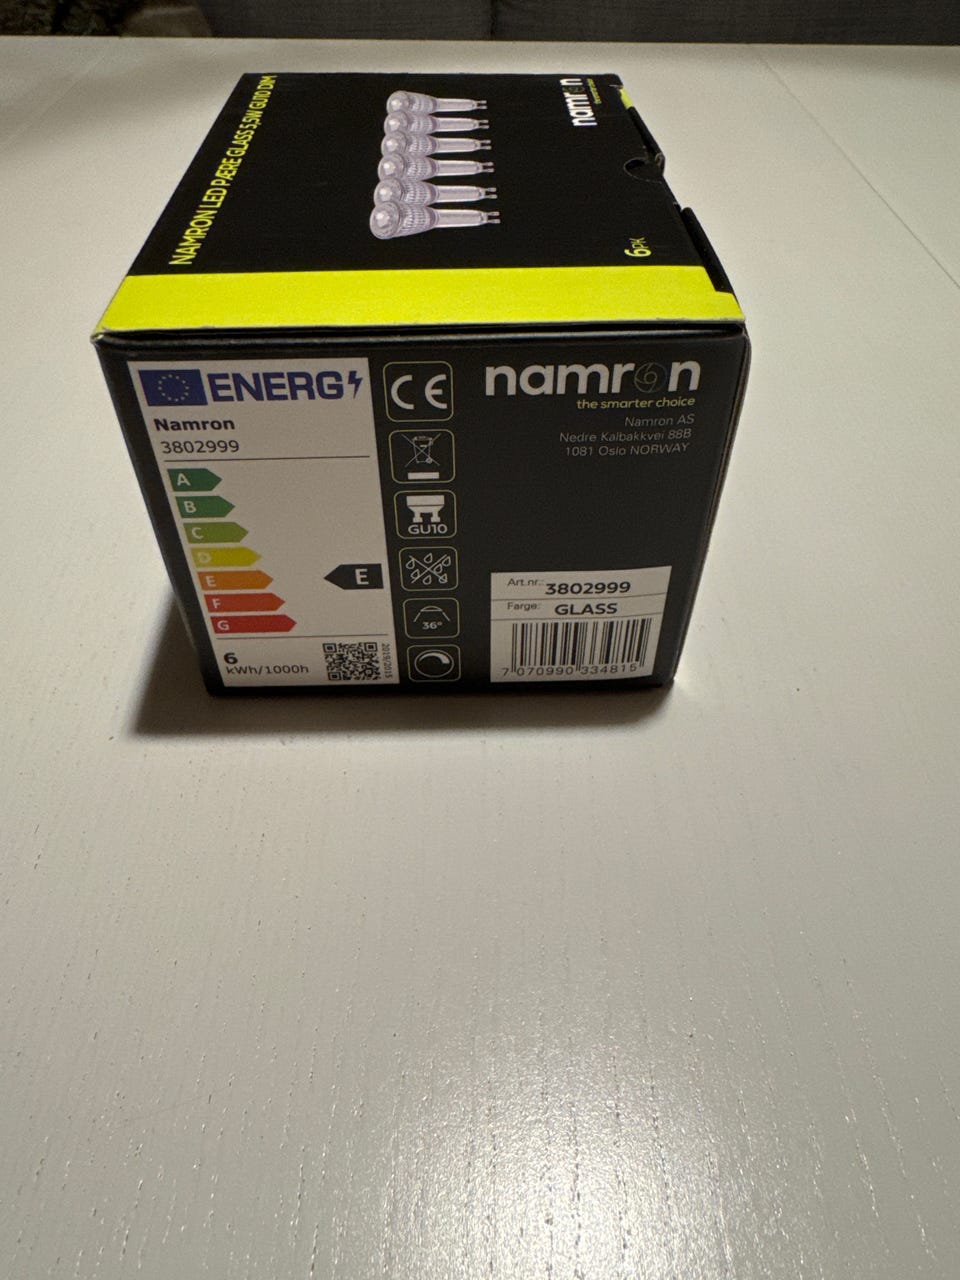 NAMRON LED PÆRE GLASS 5,5W GU10 DIM
namron
6PK
ENERG
Namron
3802999
A
B
C
D
E
F
G
E
6
kWh/1000h
2019/2015
CE
GU10
36°
namron
the smarter choice
Namron AS
Nedre Kalbakkvei 88B
1081 Oslo NORWAY
Art.nr.: 3802999
Farge: GLASS
7 070990 334815